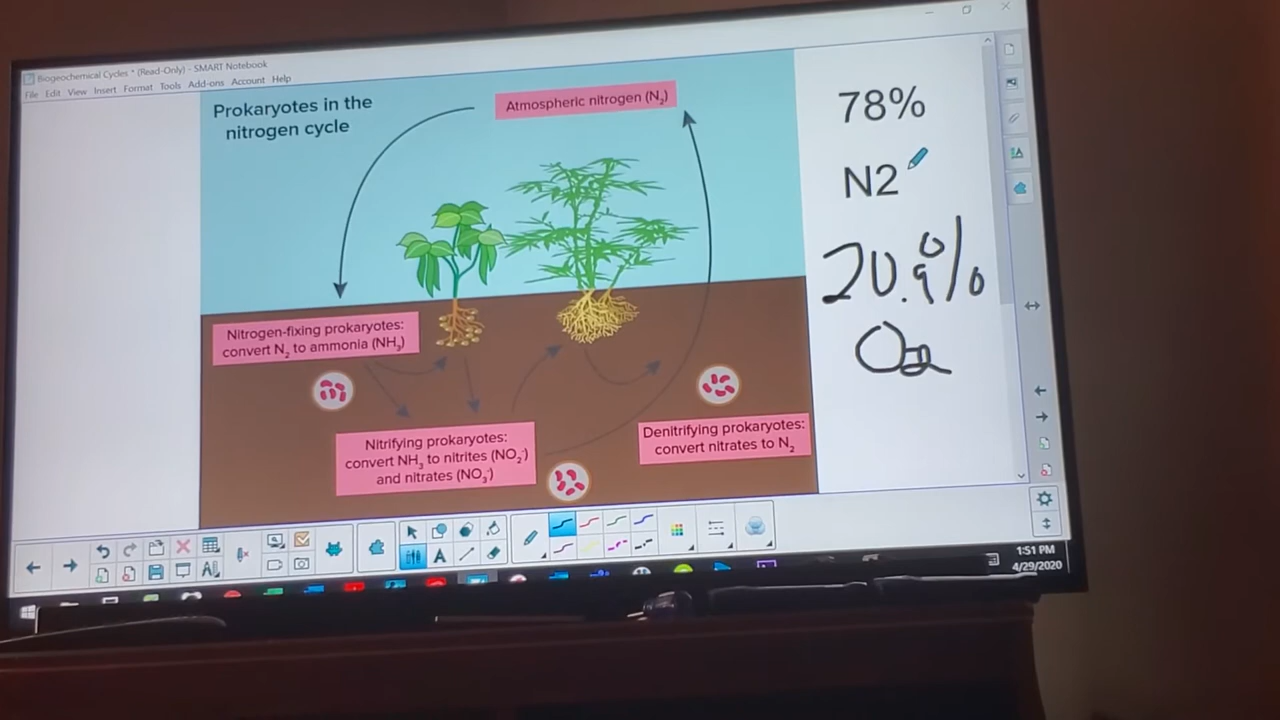 Biogeochemical Cycles * (Read-Only) - SMART Notebook
File Edit View Insert Format Tools Add-ons Account Help
Prokaryotes in the
nitrogen cycle
Atmospheric nitrogen (N₂)
78%
N2
20.9%
O₂
Nitrogen-fixing prokaryotes:
convert N₂ to ammonia (NH₃)
Nitrifying prokaryotes:
convert NH₃ to nitrites (NO₂⁻)
and nitrates (NO₃⁻)
Denitrifying prokaryotes:
convert nitrates to N₂
1:51 PM
4/29/2020